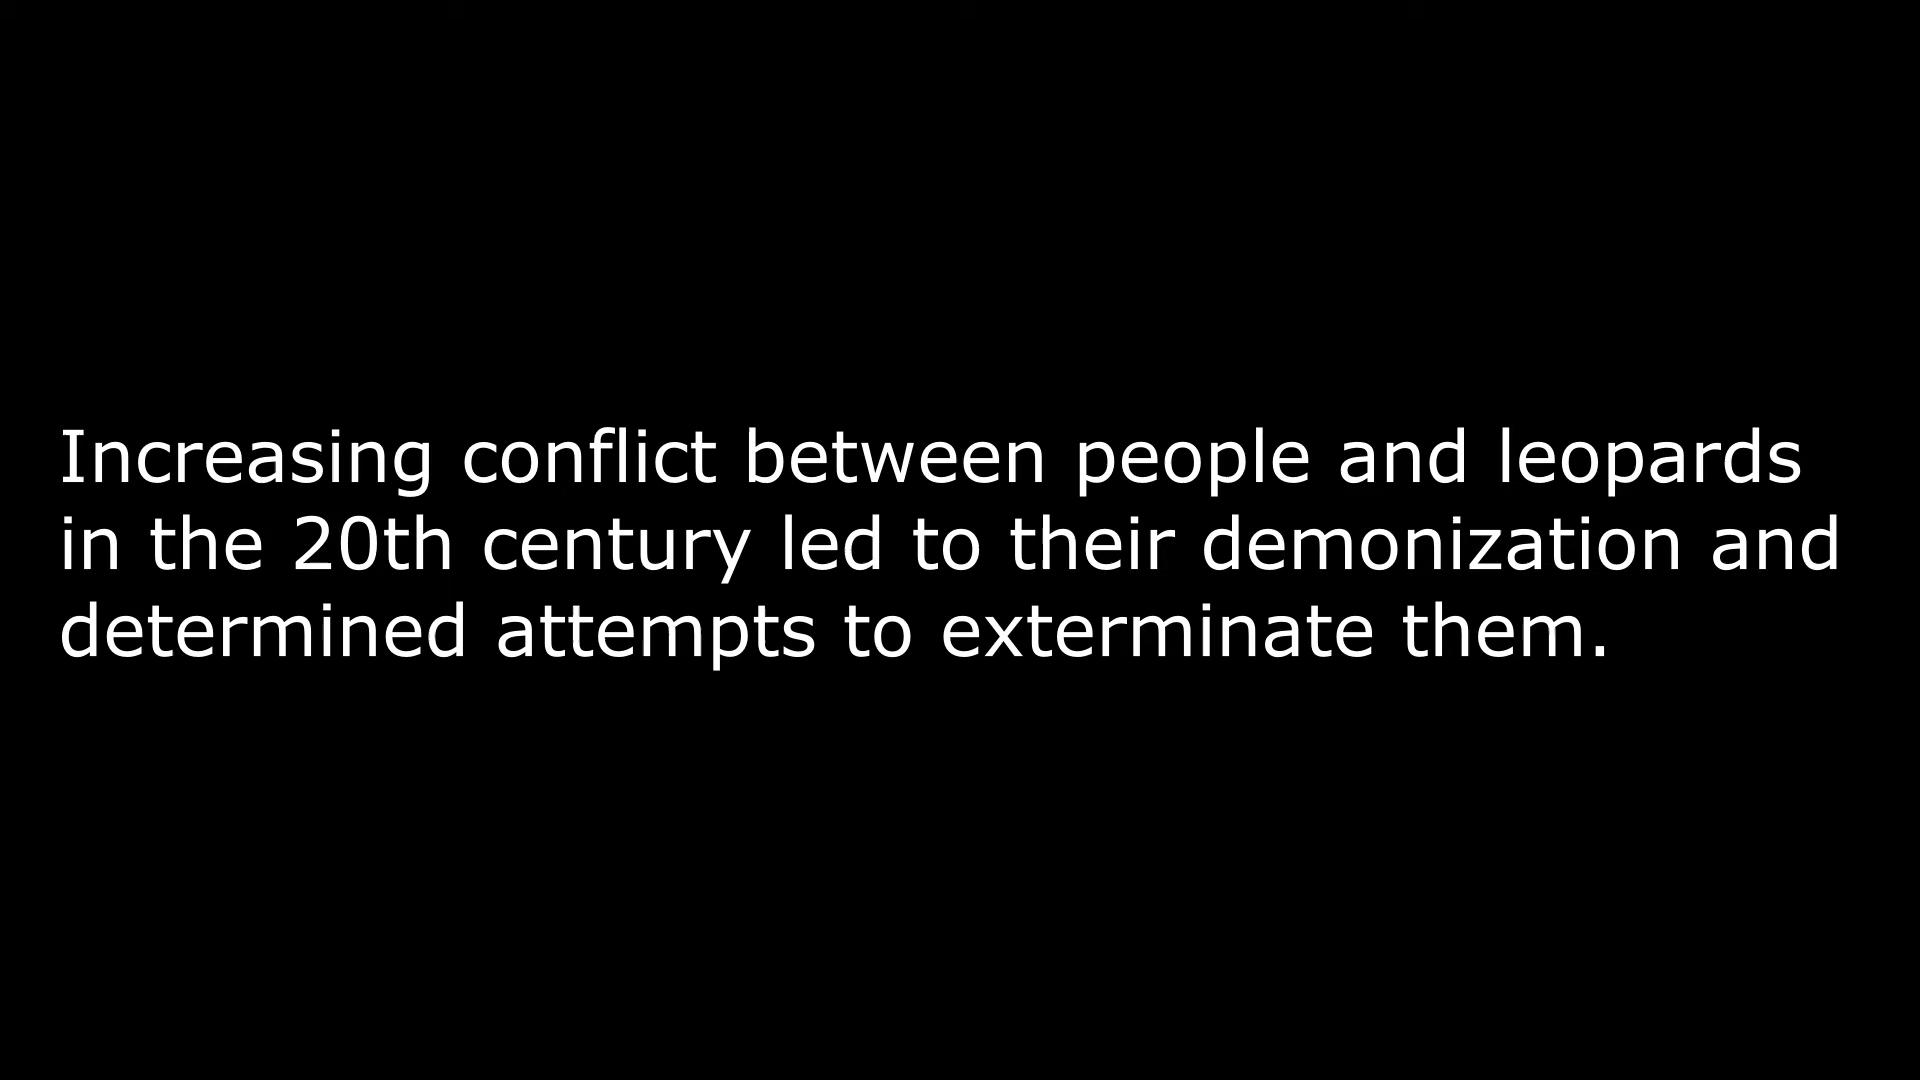 Increasing conflict between people and leopards
in the 20th century led to their demonization and
determined attempts to exterminate them.